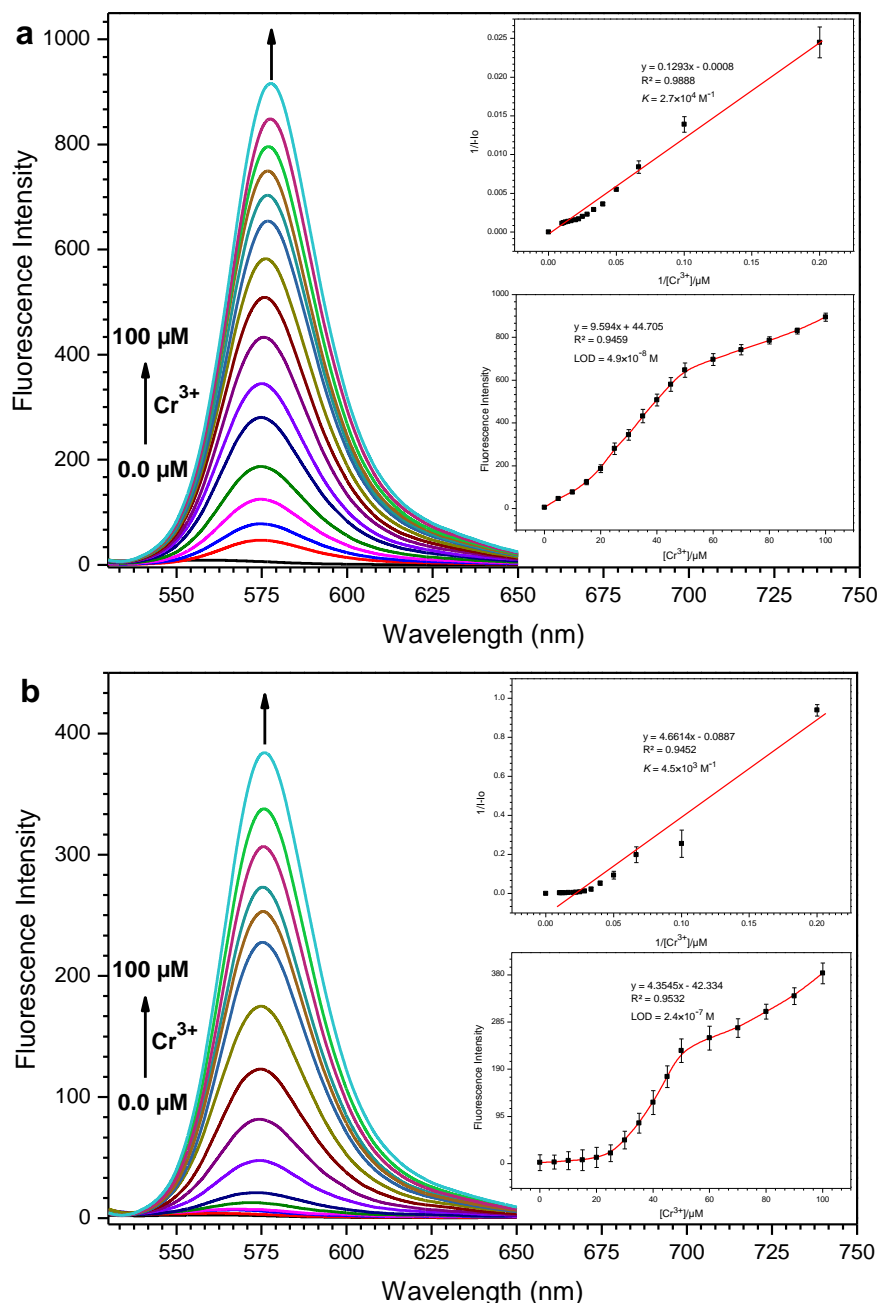 a
1000
800
600
400
200
0
Fluorescence Intensity
100 µM
Cr³⁺
0.0 µM
550 575 600 625 650 675 700 725 750
Wavelength (nm)
0.025
0.020
0.015
0.010
0.005
0.000
1/I-Io
y = 0.1293x - 0.0008
R² = 0.9888
K = 2.7×10⁴ M⁻¹
0.00 0.05 0.10 0.15 0.20
1/[Cr³⁺]/µM
1000
800
600
400
200
0
Fluorescence Intensity
y = 9.594x + 44.705
R² = 0.9459
LOD = 4.9×10⁻⁸ M
0 20 40 60 80 100
[Cr³⁺]/µM
b
400
300
200
100
0
Fluorescence Intensity
100 µM
Cr³⁺
0.0 µM
550 575 600 625 650 675 700 725 750
Wavelength (nm)
1.0
0.8
0.6
0.4
0.2
0.0
1/I-Io
y = 4.6614x - 0.0887
R² = 0.9452
K = 4.5×10³ M⁻¹
0.00 0.05 0.10 0.15 0.20
1/[Cr³⁺]/µM
380
285
190
95
0
Fluorescence Intensity
y = 4.3545x - 42.334
R² = 0.9532
LOD = 2.4×10⁻⁷ M
0 20 40 60 80 100
[Cr³⁺]/µM